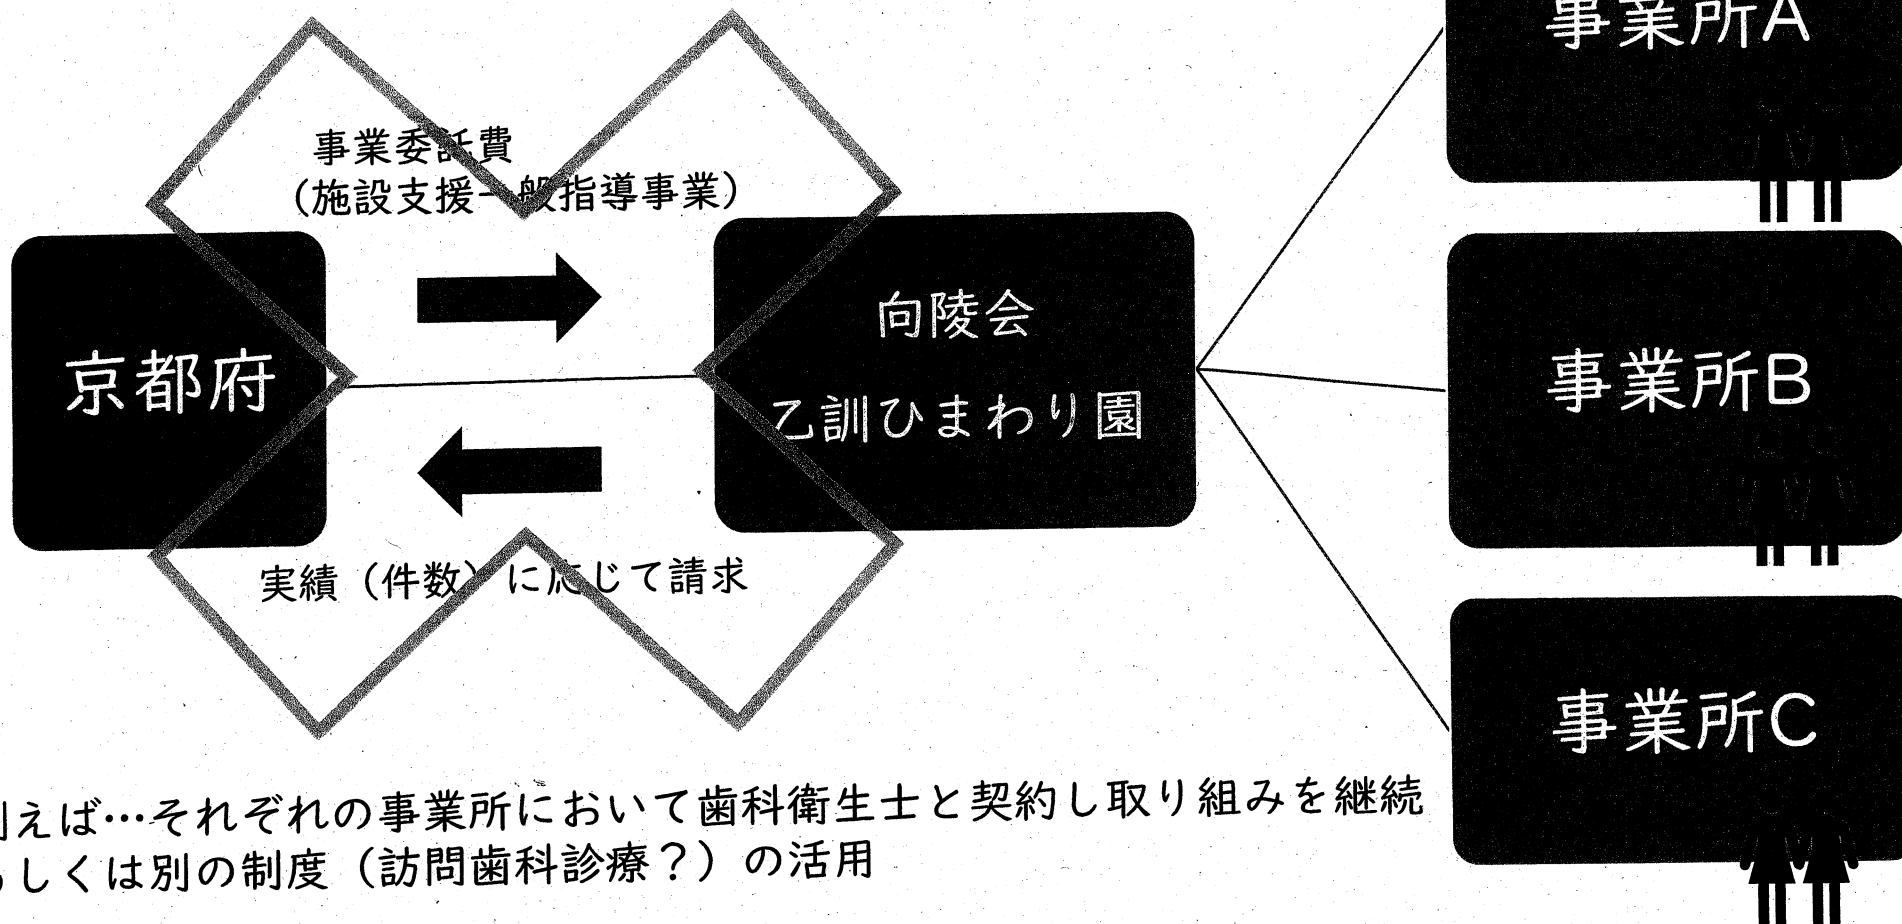 事業所A
事業委託費
（施設支援一般指導事業）
向陵会
京都府
乙訓ひまわり園
事業所B
実績（件数）に応じて請求
事業所C
えば…それぞれの事業所において歯科衛生士と契約し取り組みを継続
しくは別の制度（訪問歯科診療？）の活用